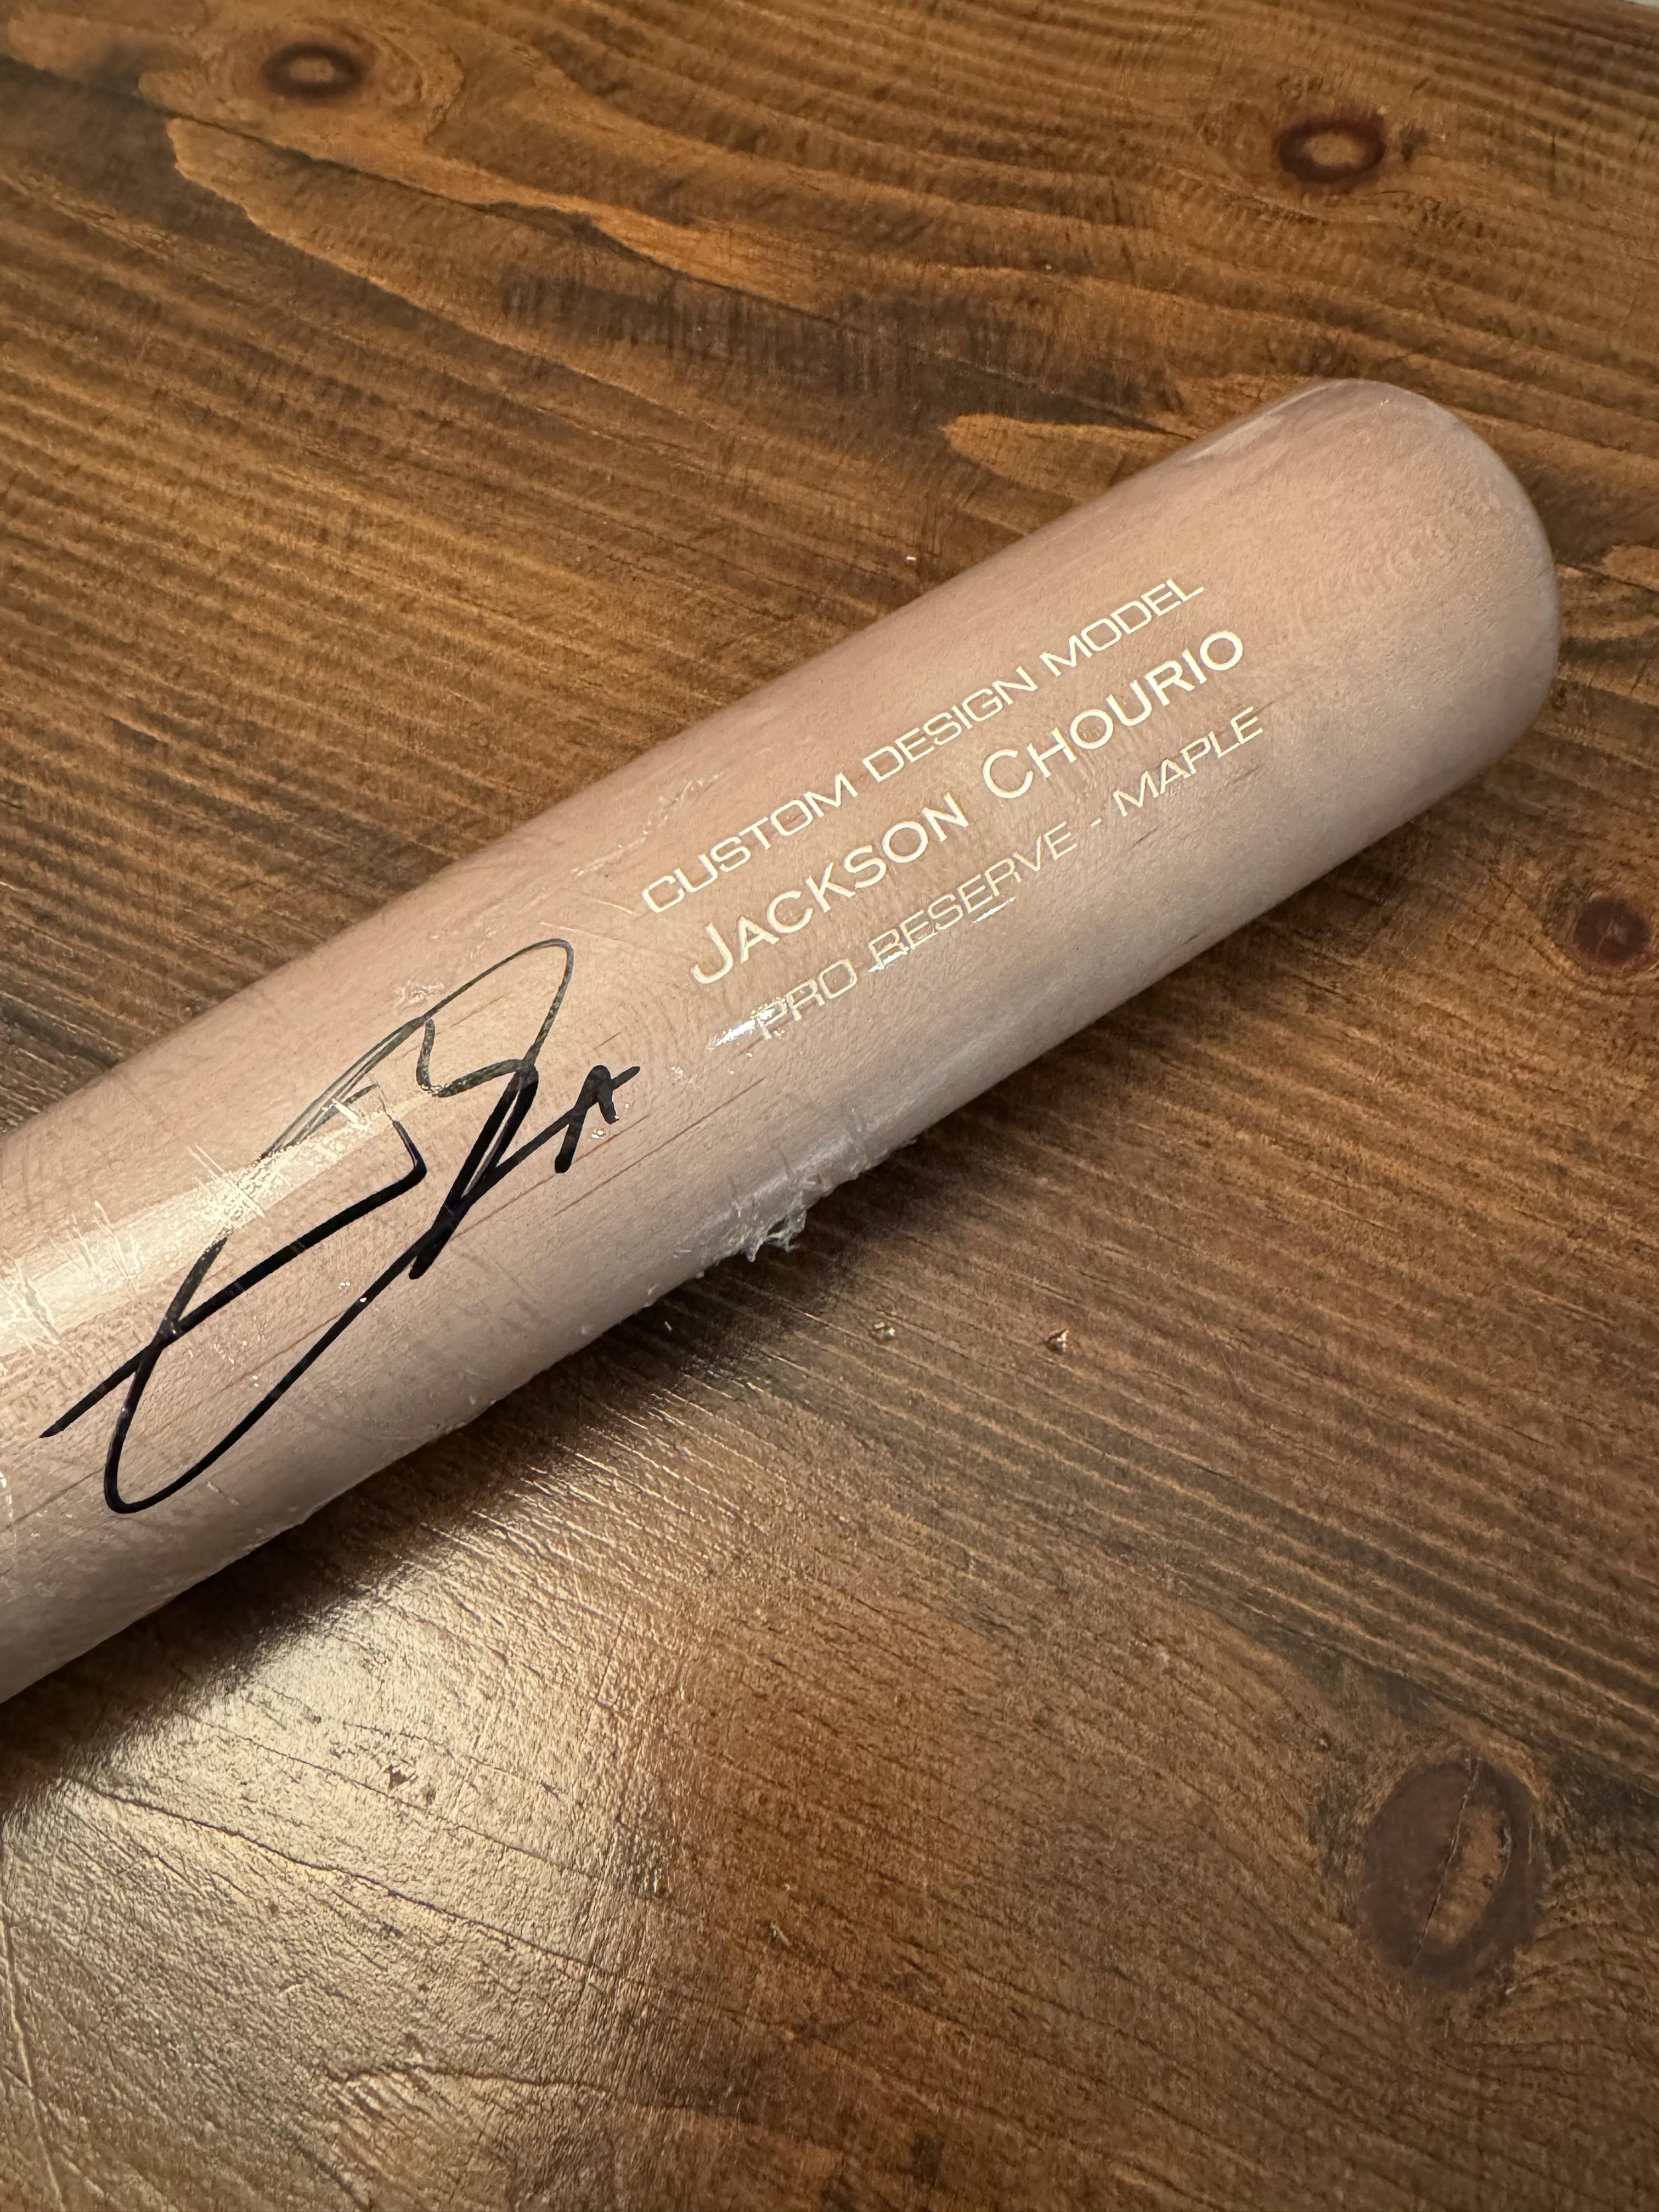 CUSTOM DESIGN MODEL
JACKSON CHOURIO
PRO RESERVE - MAPLE